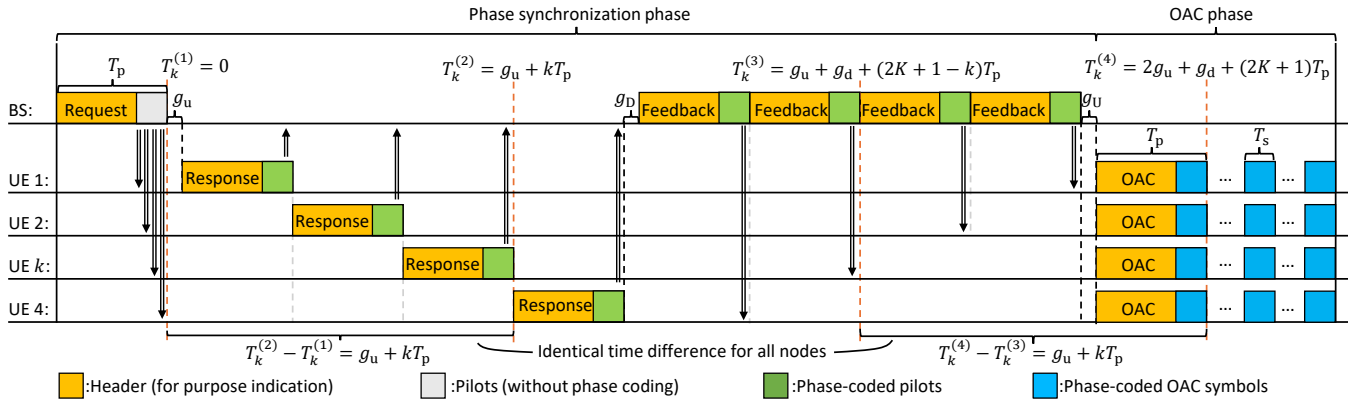 Phase synchronization phase
OAC phase
T_p
T_k^{(1)} = 0
T_k^{(2)} = g_u + kT_p
T_k^{(3)} = g_u + g_d + (2K + 1 − k)T_p
T_k^{(4)} = 2g_u + g_d + (2K + 1)T_p
BS:
Request
g_u
g_D
Feedback
Feedback
Feedback
Feedback
g_U
T_p
T_s
UE 1:
Response
OAC
...
...
UE 2:
Response
OAC
...
...
UE k:
Response
OAC
...
...
UE 4:
Response
OAC
...
...
T_k^{(2)} − T_k^{(1)} = g_u + kT_p
Identical time difference for all nodes
T_k^{(4)} − T_k^{(3)} = g_u + kT_p
:Header (for purpose indication)
:Pilots (without phase coding)
:Phase-coded pilots
:Phase-coded OAC symbols